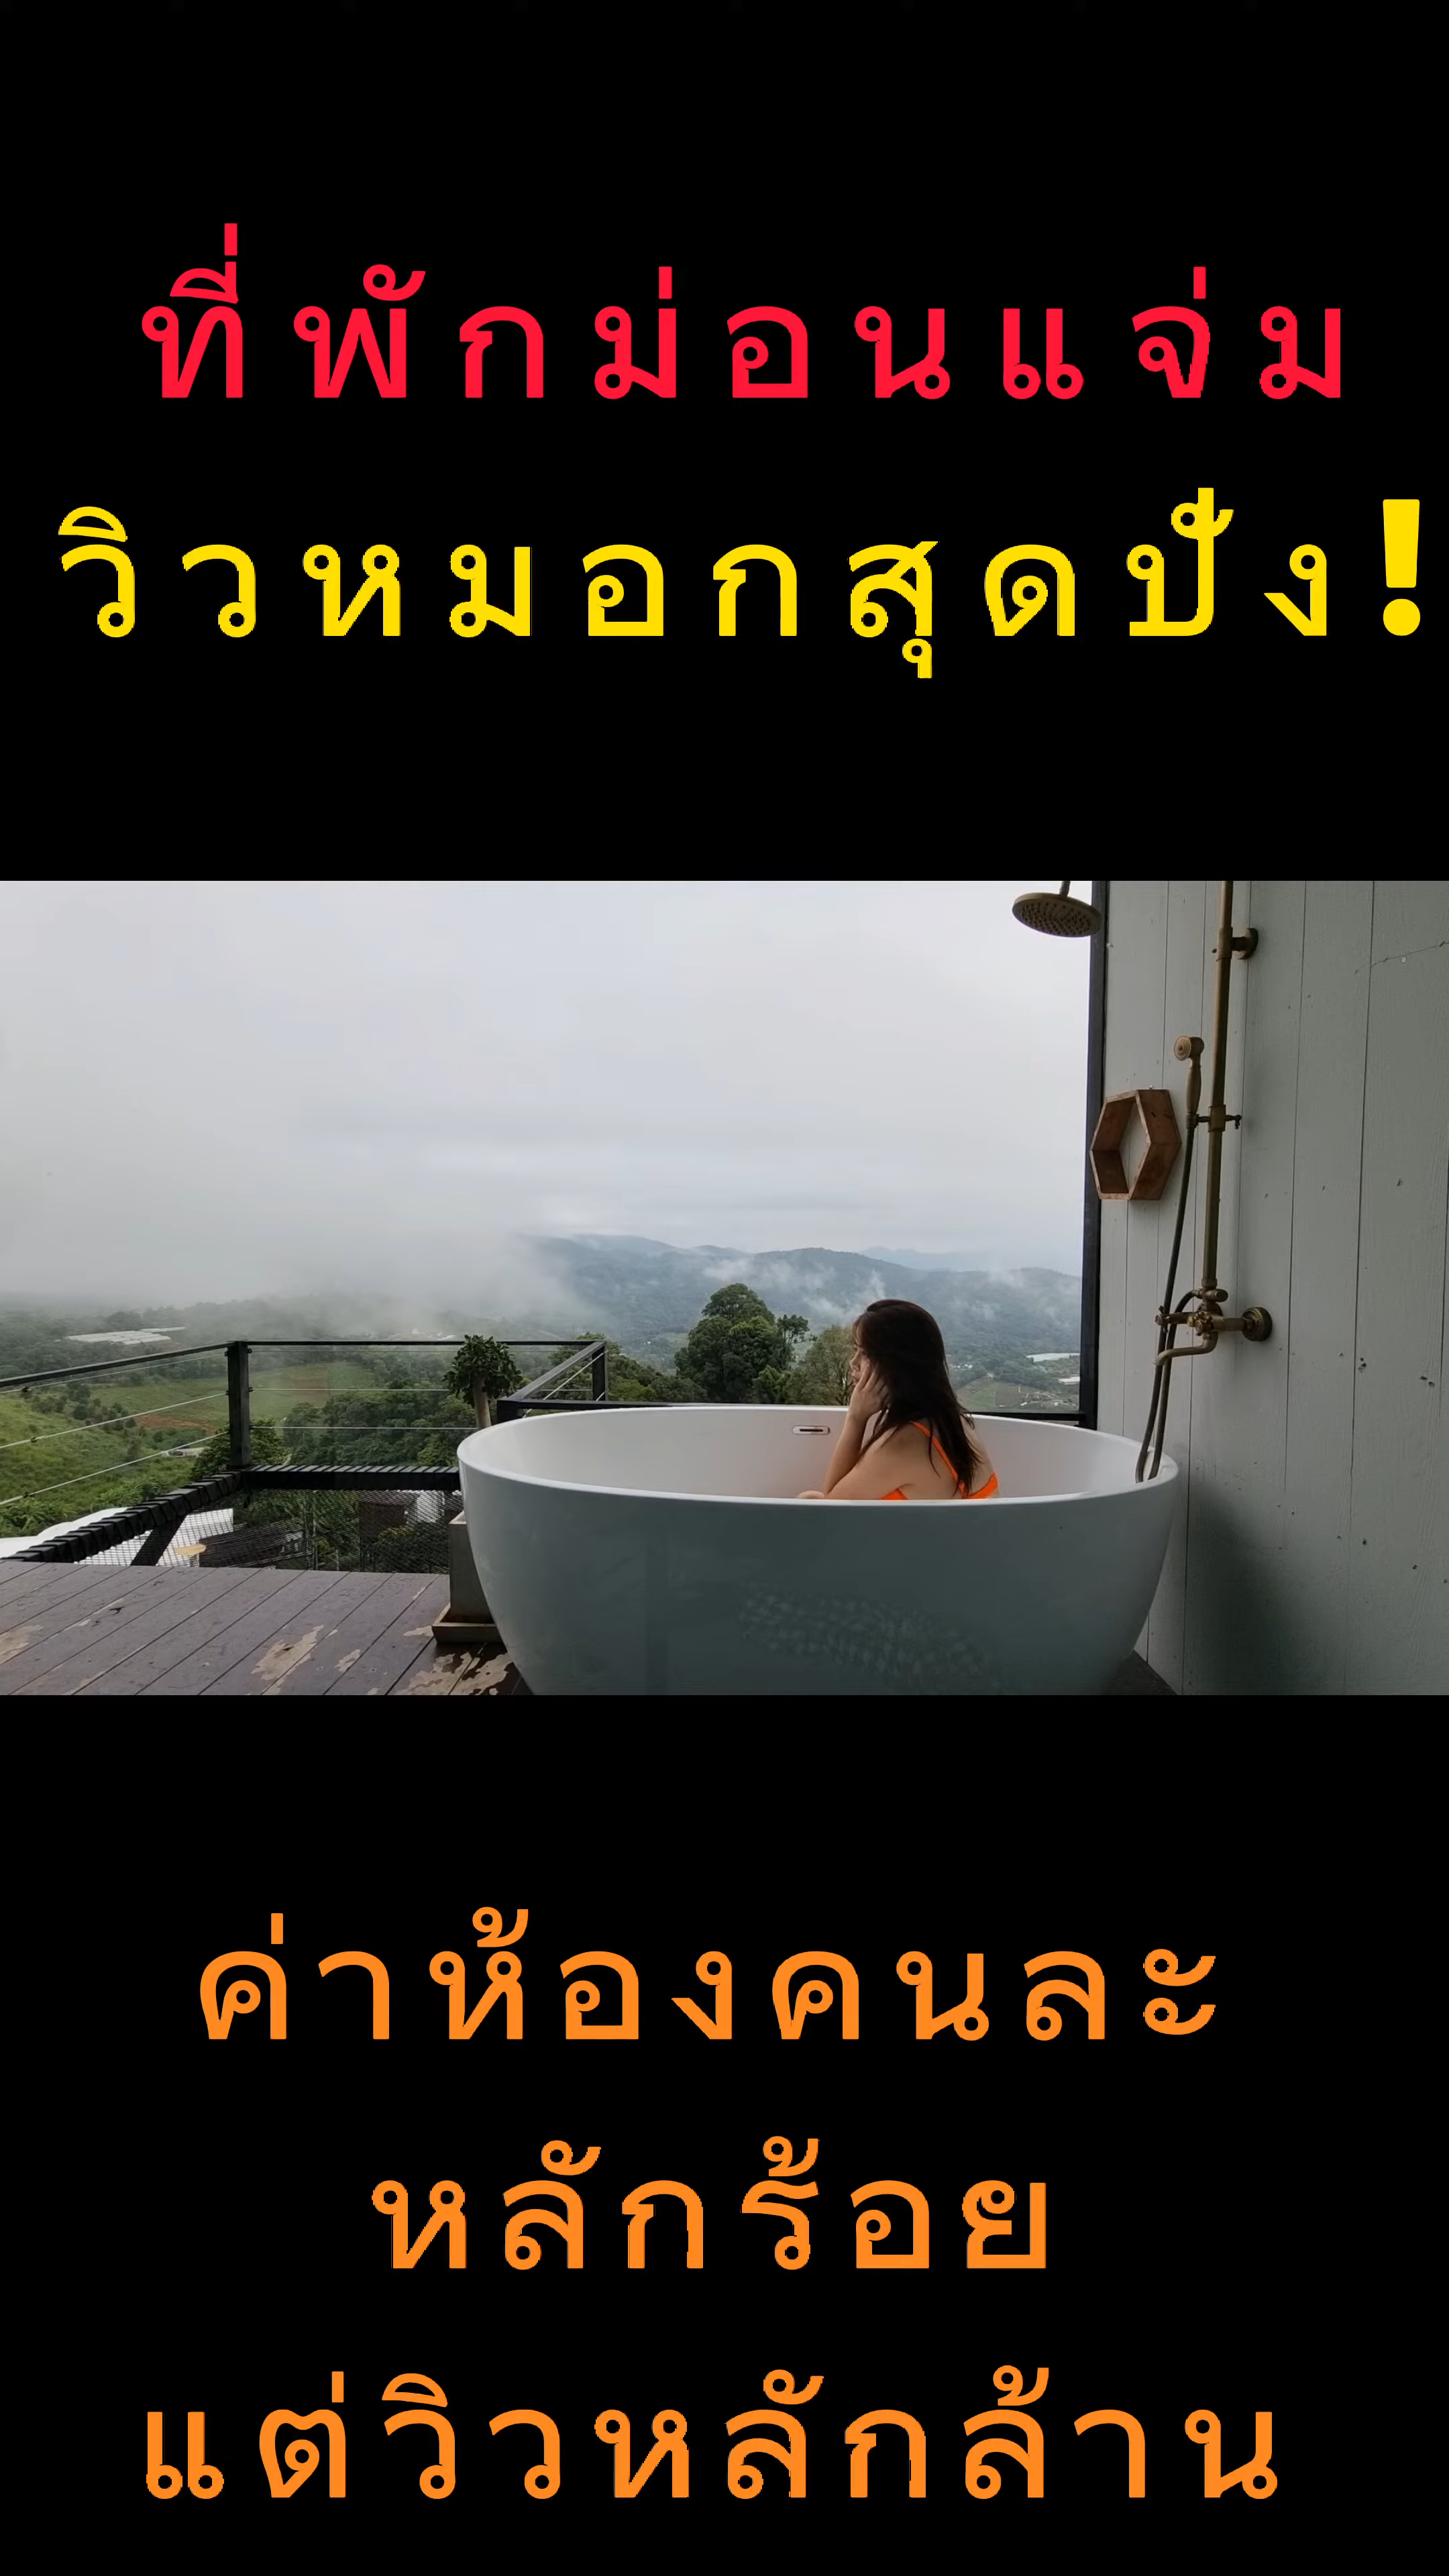 ที่พักม่อนแจ่ม
วิวหมอกสุดปัง!
ค่าห้องคนละ
หลักร้อย
แต่วิวหลักล้าน